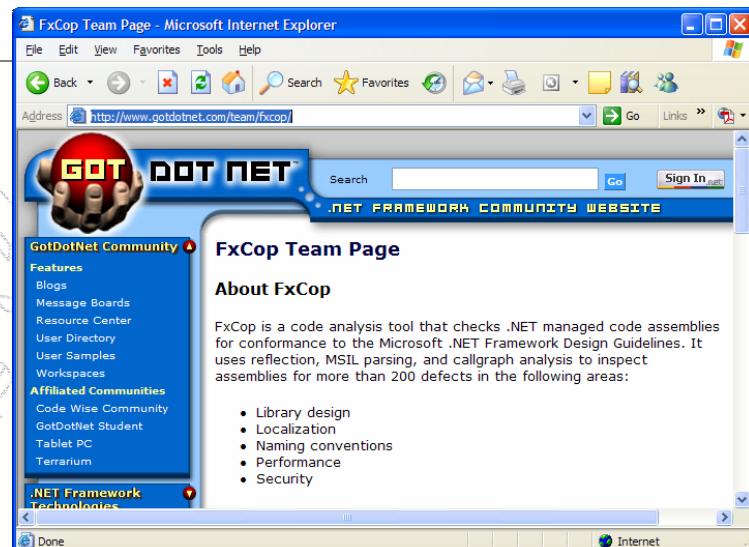 FxCop Team Page - Microsoft Internet Explorer
File Edit View Favorites Tools Help
Back Search Favorites
Address http://www.gotdotnet.com/team/fxcop/ Go Links »
GOT DOT NET™
Search Go Sign In .net
.NET FRAMEWORK COMMUNITY WEBSITE
GotDotNet Community
Features
Blogs
Message Boards
Resource Center
User Directory
User Samples
Workspaces
Affiliated Communities
Code Wise Community
GotDotNet Student
Tablet PC
Terrarium
.NET Framework
Technologies
FxCop Team Page
About FxCop
FxCop is a code analysis tool that checks .NET managed code assemblies
for conformance to the Microsoft .NET Framework Design Guidelines. It
uses reflection, MSIL parsing, and callgraph analysis to inspect
assemblies for more than 200 defects in the following areas:
• Library design
• Localization
• Naming conventions
• Performance
• Security
Done Internet